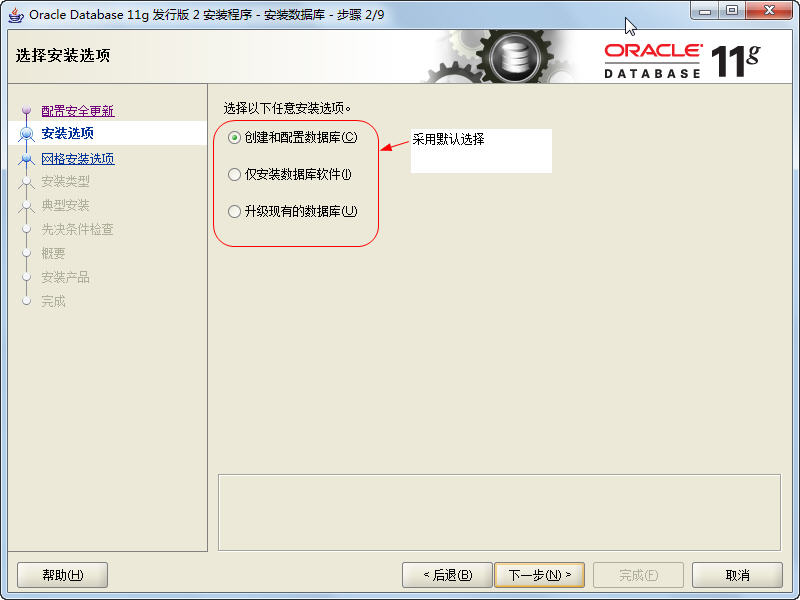 Oracle Database 11g 发行版 2 安装程序 - 安装数据库 - 步骤 2/9
选择安装选项
ORACLE
DATABASE 11g
配置安全更新
安装选项
网格安装选项
安装类型
典型安装
先决条件检查
概要
安装产品
完成
选择以下任意安装选项。
创建和配置数据库(C)
采用默认选择
仅安装数据库软件(I)
升级现有的数据库(U)
帮助(H)
< 后退(B)
下一步(N) >
完成(F)
取消